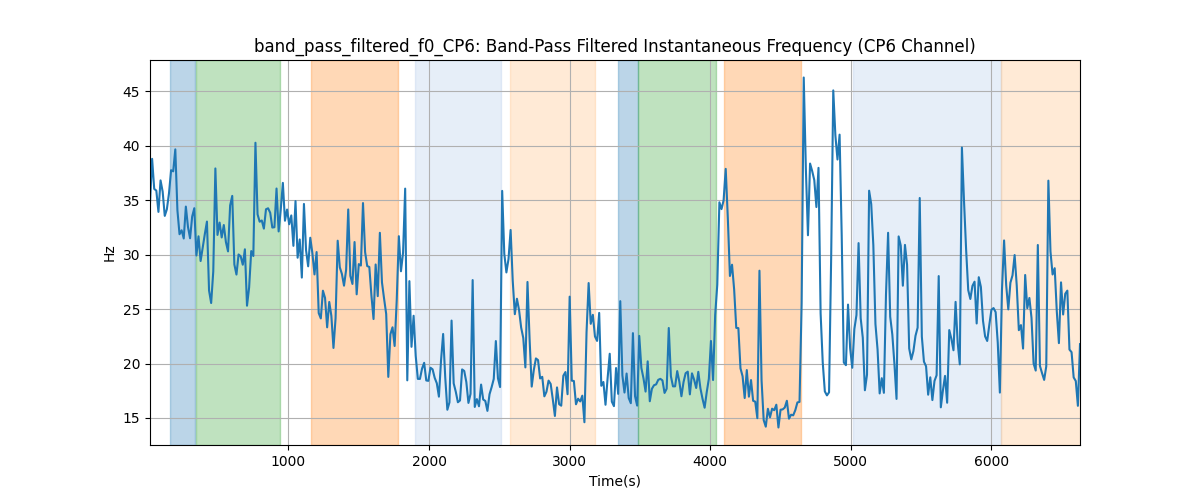 band_pass_filtered_f0_CP6: Band-Pass Filtered Instantaneous Frequency (CP6 Channel)
45
40
35
30
25
20
15
Hz
1000 2000 3000 4000 5000 6000
Time(s)